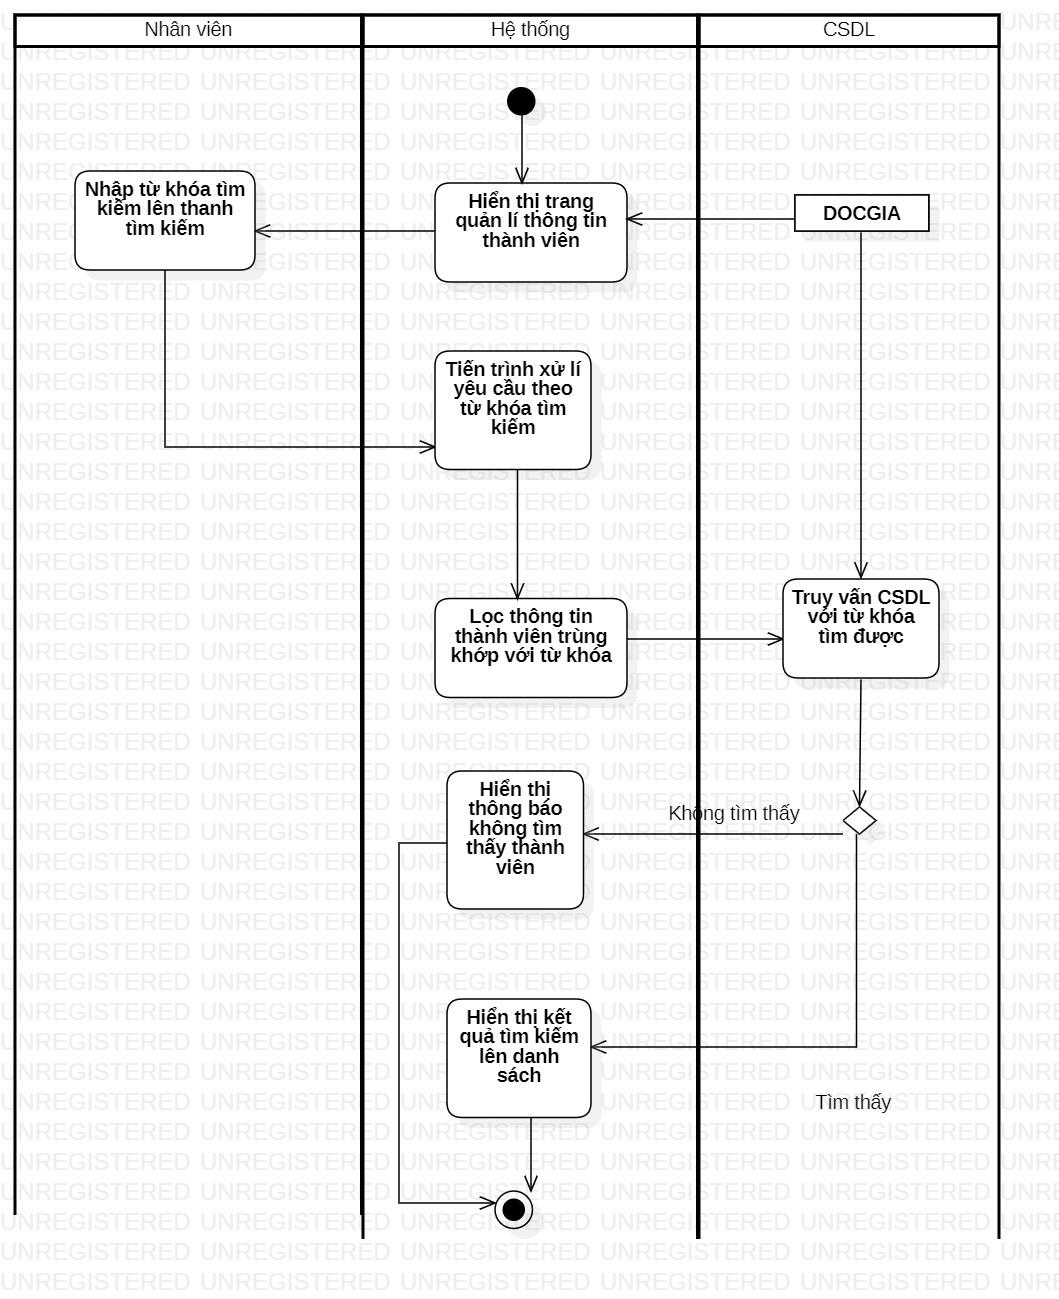 Nhân viên
Hệ thống
CSDL
Nhập từ khóa tìm
kiếm lên thanh
tìm kiếm
Hiển thị trang
quản lí thông tin
thành viên
DOCGIA
Tiến trình xử lí
yêu cầu theo
từ khóa tìm
kiếm
Lọc thông tin
thành viên trùng
khớp với từ khóa
Truy vấn CSDL
với từ khóa
tìm được
Hiển thị
thông báo
không tìm
thấy thành
viên
Không tìm thấy
Hiển thị kết
quả tìm kiếm
lên danh
sách
Tìm thấy
UNREGISTERED